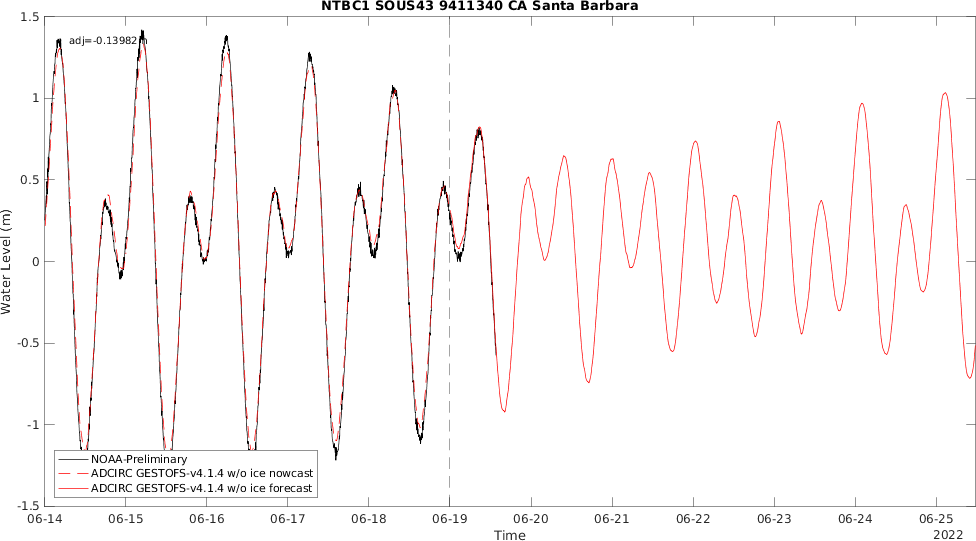 NTBC1 SOUS43 9411340 CA Santa Barbara
1.5
adj=-0.13982 m
1
0.5
0
-0.5
-1
-1.5
Water Level (m)
NOAA-Preliminary
ADCIRC GESTOFS-v4.1.4 w/o ice nowcast
ADCIRC GESTOFS-v4.1.4 w/o ice forecast
06-14 06-15 06-16 06-17 06-18 06-19 06-20 06-21 06-22 06-23 06-24 06-25
Time
2022